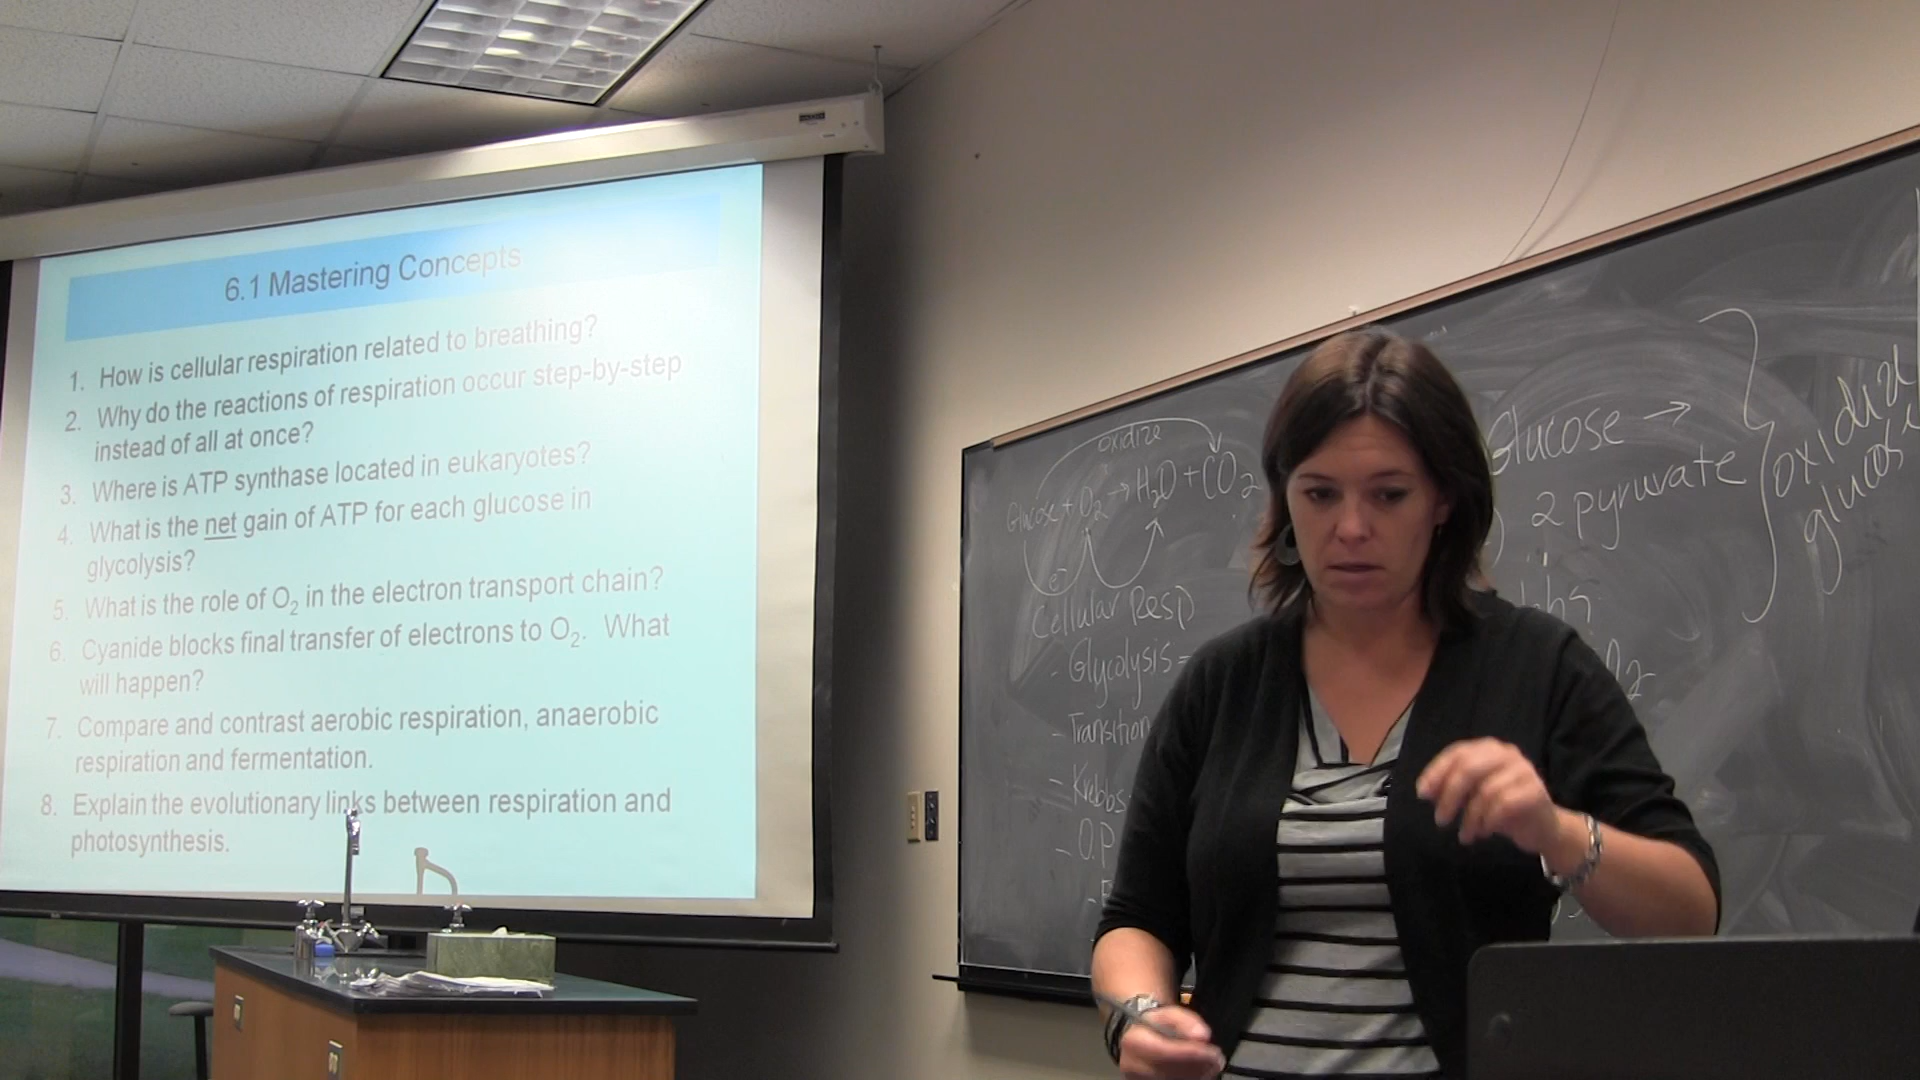 6.1 Mastering Concepts
1. How is cellular respiration related to breathing?
2. Why do the reactions of respiration occur step-by-step
instead of all at once?
3. Where is ATP synthase located in eukaryotes?
4. What is the net gain of ATP for each glucose in
glycolysis?
5. What is the role of O₂ in the electron transport chain?
6. Cyanide blocks final transfer of electrons to O₂. What
will happen?
7. Compare and contrast aerobic respiration, anaerobic
respiration and fermentation.
8. Explain the evolutionary links between respiration and
photosynthesis.
oxidize
Glucose + O₂ → H₂O + CO₂
e⁻
Cellular Resp
- Glycolysis -
- Transition
- Krebbs
- O.P
Glucose →
2 pyruvate
oxidized